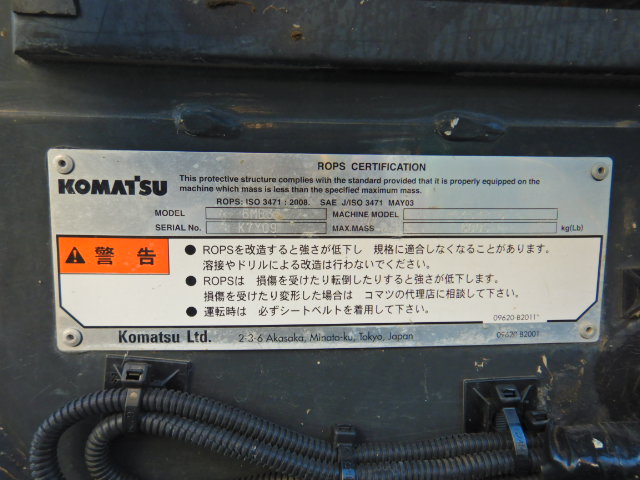 ROPS CERTIFICATION
KOMATSU
This protective structure complies with the standard provided that it is properly equipped on the
machine which mass is less than the specified maximum mass.
ROPS: ISO 3471 : 2008. SAE J/ISO 3471 MAY03
MODEL MACHINE MODEL
SERIAL No. K7Y09 MAX.MASS kg(Lb)
警告
● ROPSを改造すると強さが低下し 規格に適合しなくなることがあります。
溶接やドリルによる改造は行わないでください。
● ROPSは 損傷を受けたり転倒したりすると強さが低下します。
損傷を受けたり変形した場合は コマツの代理店に相談して下さい。
● 運転時は 必ずシートベルトを着用して下さい。
09620-B2011
Komatsu Ltd. 2-3-6 Akasaka, Minato-ku, Tokyo, Japan 09620-B2001